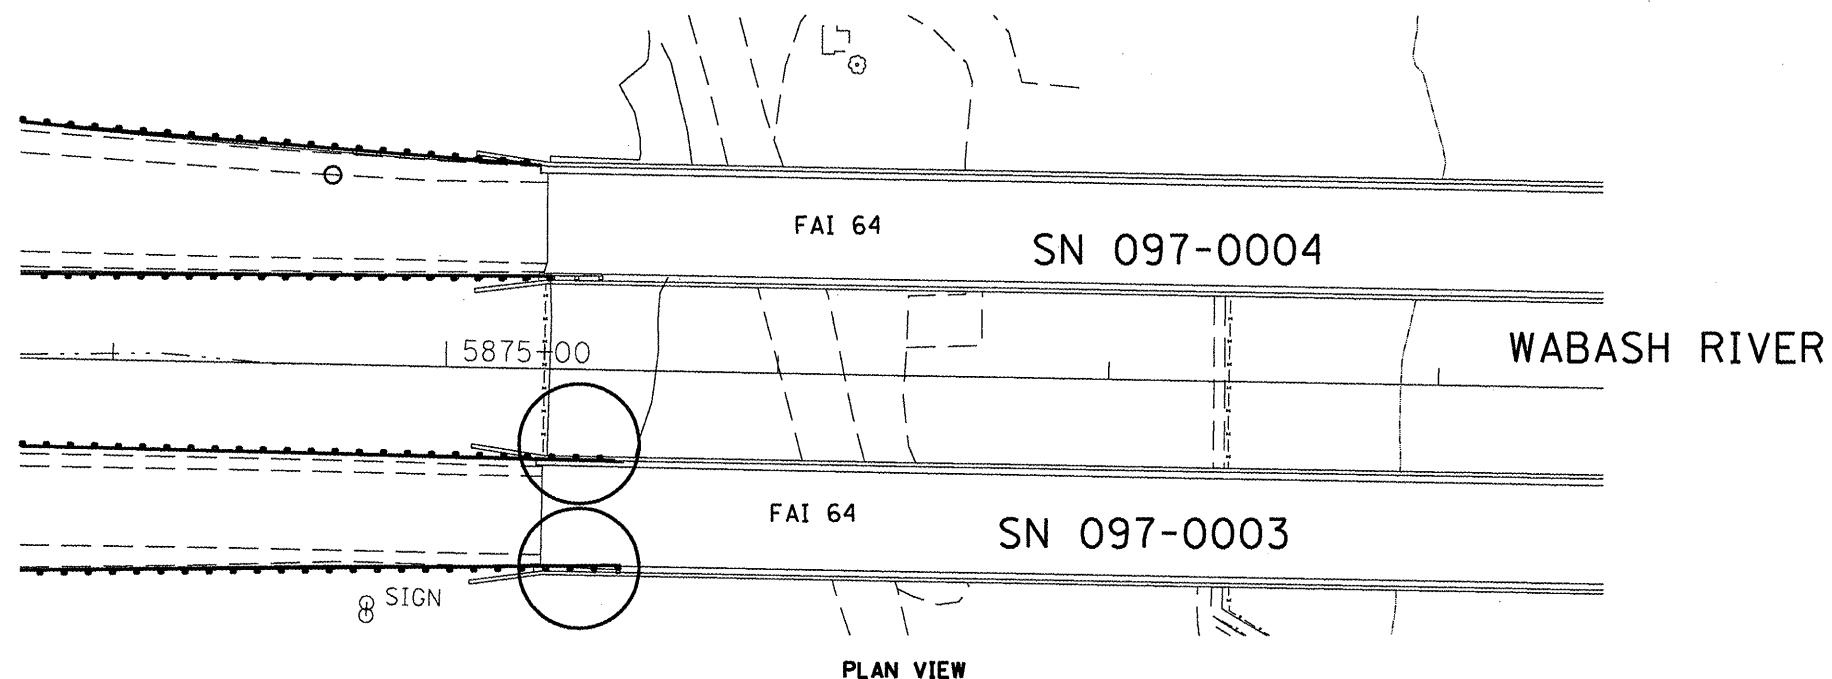 FAI 64
SN 097-0004
WABASH RIVER
5875+00
FAI 64
SN 097-0003
SIGN
PLAN VIEW